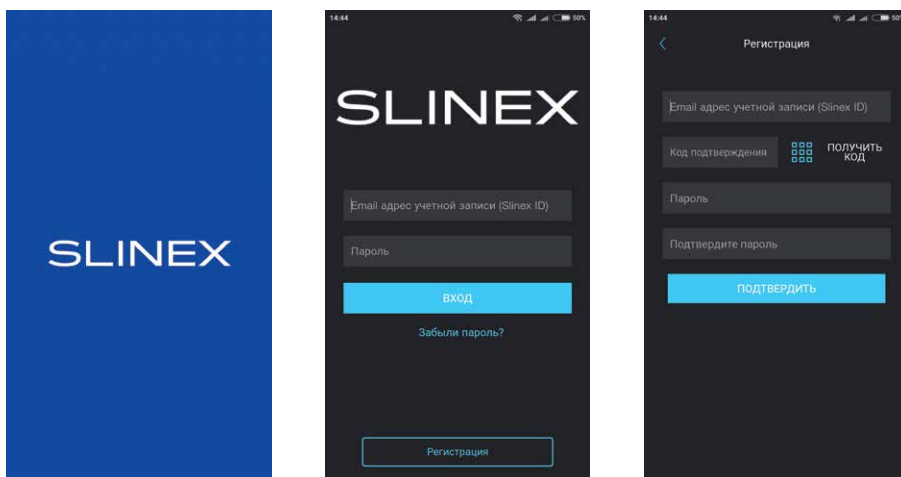 SLINEX
14:44
50%
SLINEX
Email адрес учетной записи (Slinex ID)
Пароль
ВХОД
Забыли пароль?
Регистрация
14:44
50%
Регистрация
Email адрес учетной записи (Slinex ID)
Код подтверждения
ПОЛУЧИТЬ
КОД
Пароль
Подтвердите пароль
ПОДТВЕРДИТЬ